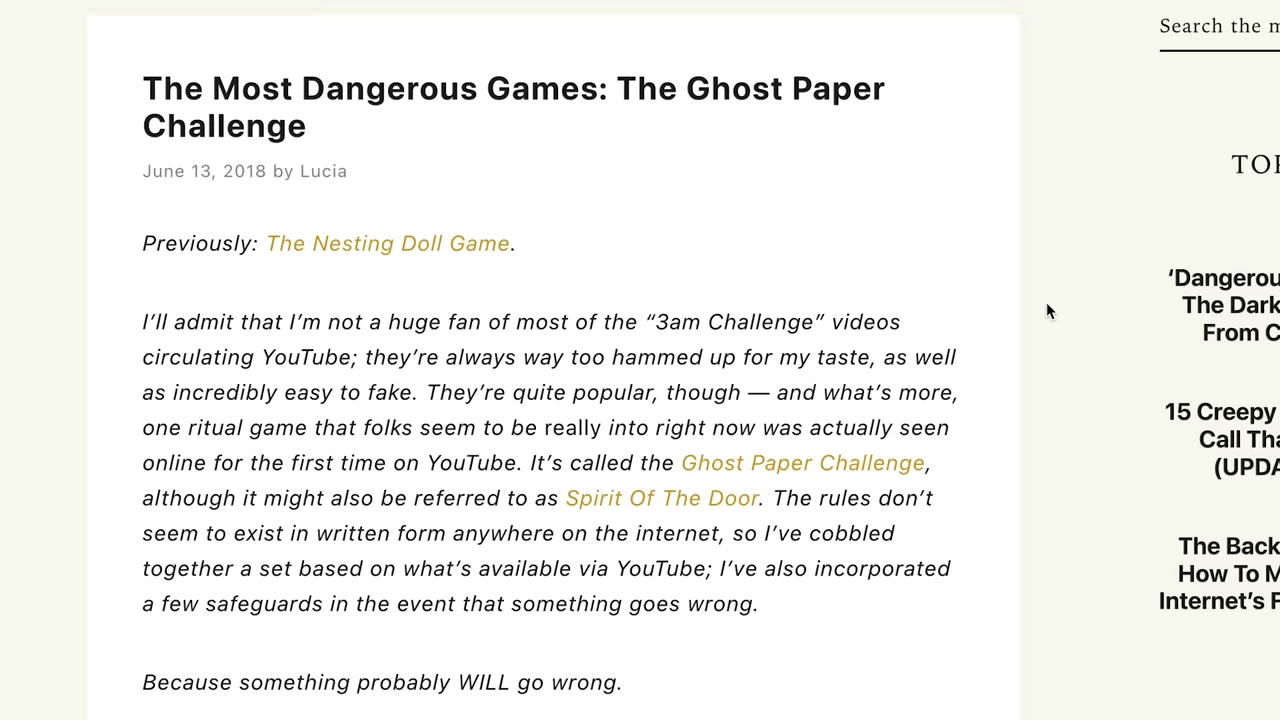 Search the
The Most Dangerous Games: The Ghost Paper
Challenge
June 13, 2018 by Lucia
Previously: The Nesting Doll Game.
I’ll admit that I’m not a huge fan of most of the “3am Challenge” videos
circulating YouTube; they’re always way too hammed up for my taste, as well
as incredibly easy to fake. They’re quite popular, though — and what’s more,
one ritual game that folks seem to be really into right now was actually seen
online for the first time on YouTube. It’s called the Ghost Paper Challenge,
although it might also be referred to as Spirit Of The Door. The rules don’t
seem to exist in written form anywhere on the internet, so I’ve cobbled
together a set based on what’s available via YouTube; I’ve also incorporated
a few safeguards in the event that something goes wrong.
Because something probably WILL go wrong.
The Dark
From
15 Creepy
Call
The Back
How To
Internet’s